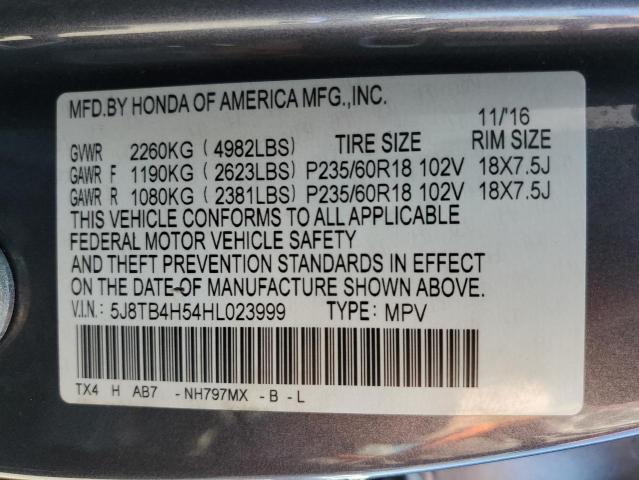 MFD.BY HONDA OF AMERICA MFG.,INC.
11/'16
GVWR 2260KG ( 4982LBS) TIRE SIZE RIM SIZE
GAWR F 1190KG ( 2623LBS) P235/60R18 102V 18X7.5J
GAWR R 1080KG ( 2381LBS) P235/60R18 102V 18X7.5J
THIS VEHICLE CONFORMS TO ALL APPLICABLE
FEDERAL MOTOR VEHICLE SAFETY
AND THEFT PREVENTION STANDARDS IN EFFECT
ON THE DATE OF MANUFACTURE SHOWN ABOVE.
V.I.N.: 5J8TB4H54HL023999 TYPE: MPV
TX4 H AB7 -NH797MX -B -L